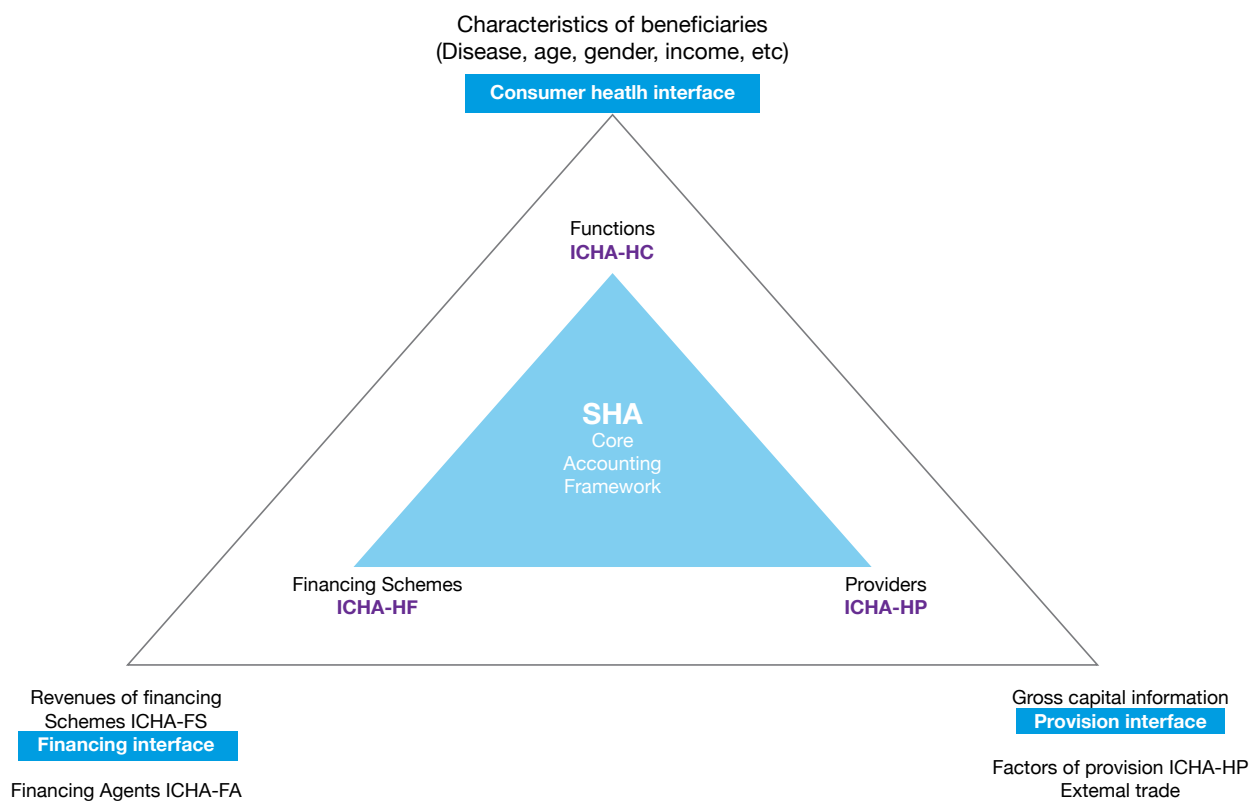 Characteristics of beneficiaries
(Disease, age, gender, income, etc)
Consumer heatlh interface
Functions
ICHA-HC
SHA
Core
Accounting
Framework
Financing Schemes
ICHA-HF
Providers
ICHA-HP
Revenues of financing
Schemes ICHA-FS
Financing interface
Financing Agents ICHA-FA
Gross capital information
Provision interface
Factors of provision ICHA-HP
External trade